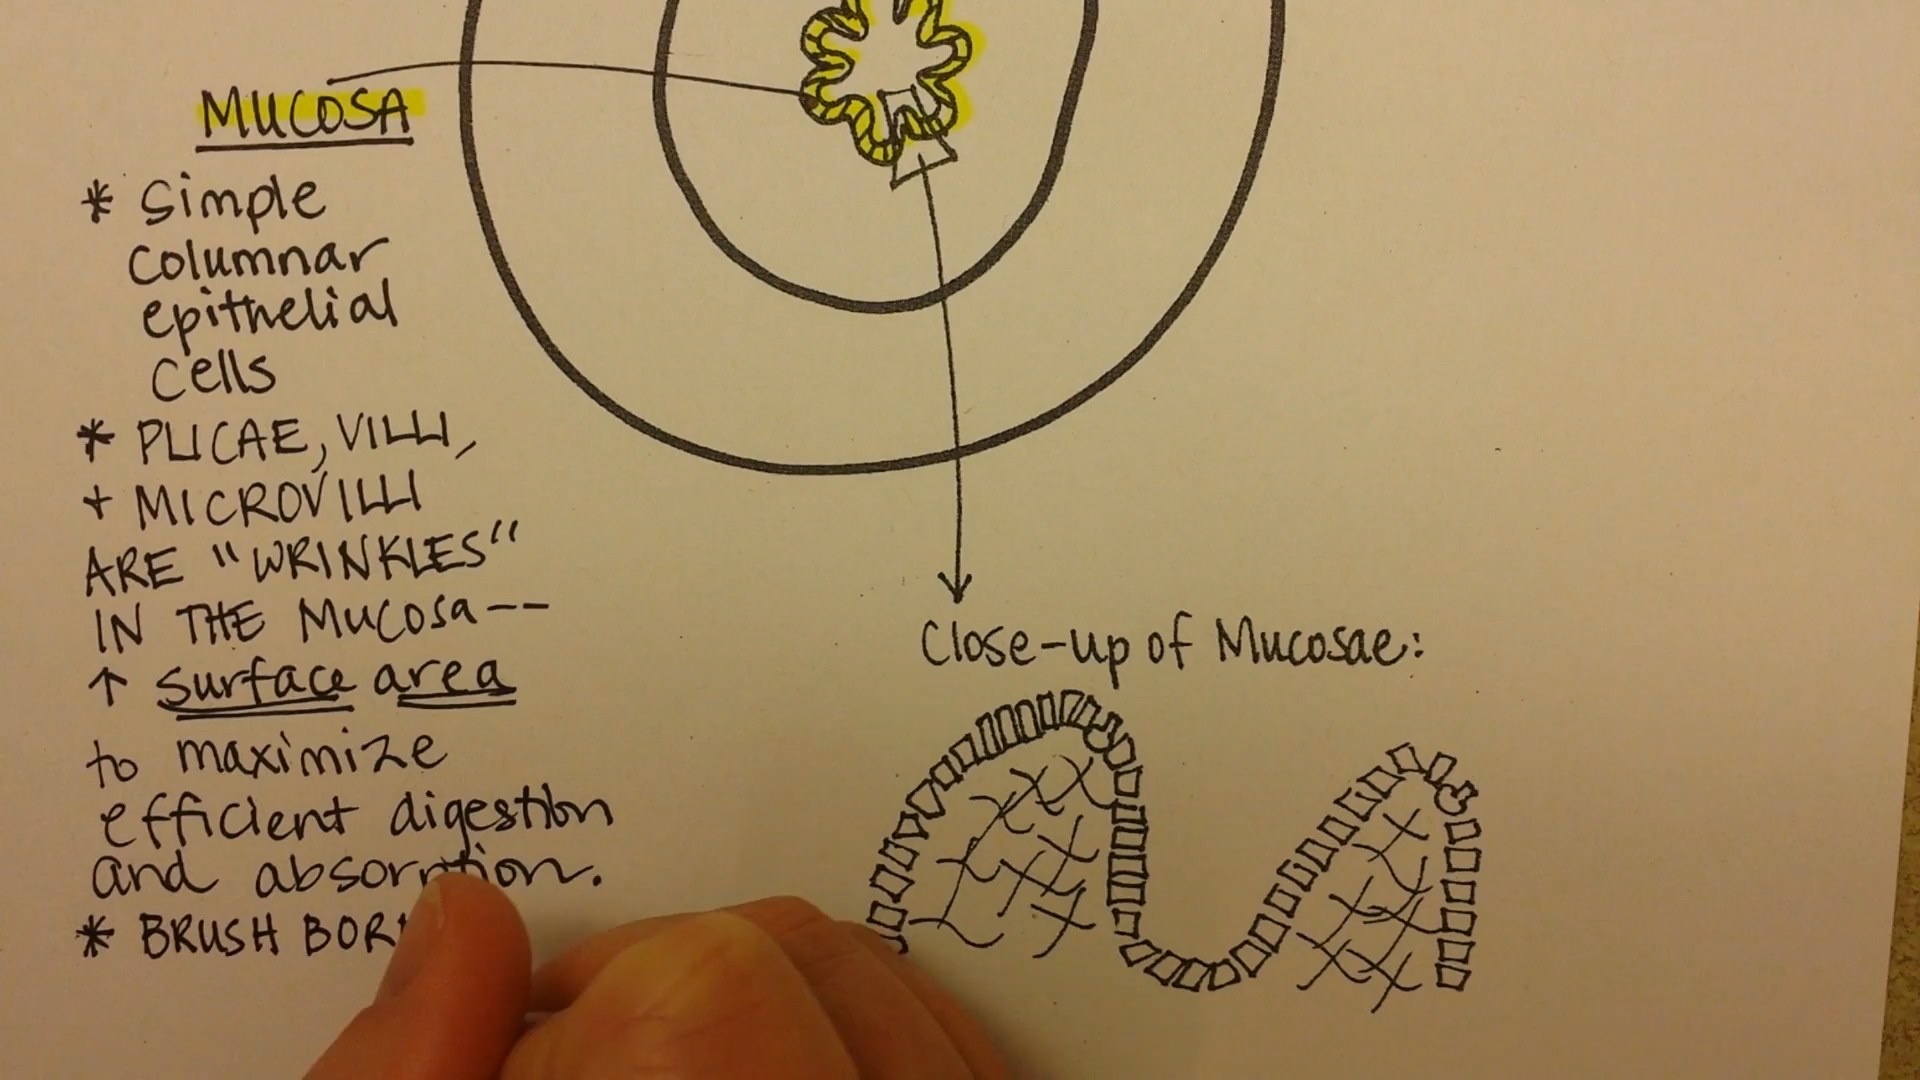 MUCOSA
* Simple
columnar
epithelial
cells
* PLICAE, VILLI,
+ MICROVILLI
ARE "WRINKLES"
IN THE MUCOSA--
↑ surface area
to maximize
efficient digestion
and absorption.
* BRUSH
Close-up of Mucosae: